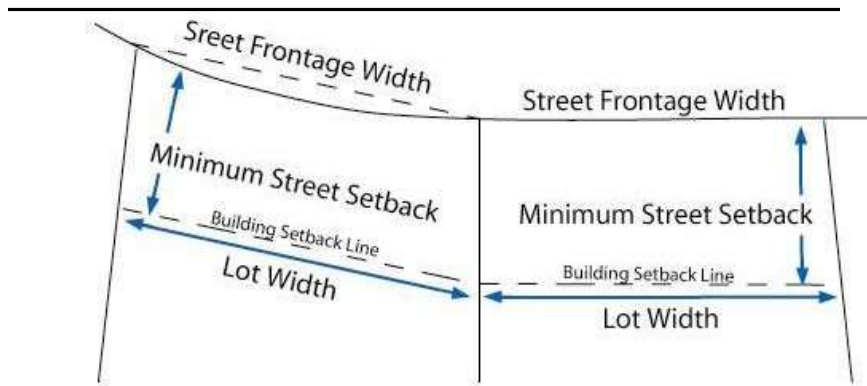 Sreet Frontage Width
Street Frontage Width
Minimum Street Setback
Minimum Street Setback
Building Setback Line
Building Setback Line
Lot Width
Lot Width